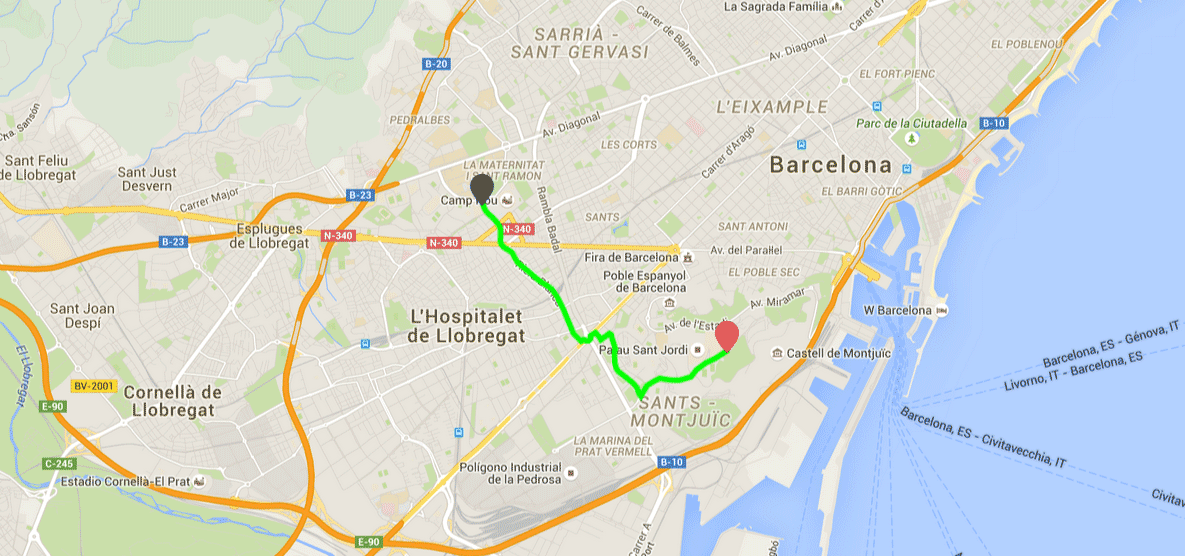 La Sagrada Família
Carrer de Balmes
SARRIÀ -
SANT GERVASI
Av. Diagonal
EL POBLENOU
B-20
EL FORT PIENC
L'EIXAMPLE
PEDRALBES
Av. Diagonal
Parc de la Ciutadella
B-10
Cra. Sansón
LES CORTS
Carrer d'Aragó
Sant Feliu
de Llobregat
Sant Just
Desvern
LA MATERNITAT
I SANT RAMON
Barcelona
B-23
Carrer Major
Camp Nou
Rambla Badal
EL BARRI GÒTIC
SANTS
SANT ANTONI
Esplugues
de Llobregat
B-23
N-340
N-340
N-340
Av. del Paral·lel
Fira de Barcelona
EL POBLE SEC
Poble Espanyol
de Barcelona
Av. Miramar
W Barcelona
Sant Joan
Despí
L'Hospitalet
de Llobregat
Av. de l'Estadi
Palau Sant Jordi
Castell de Montjuïc
Barcelona, ES - Génova, IT
Livorno, IT - Barcelona, ES
El Llobregat
BV-2001
Cornellà de
Llobregat
E-90
SANTS -
MONTJUÏC
Barcelona, ES - Civitavecchia, IT
LA MARINA DEL
PRAT VERMELL
C-245
B-10
Estadio Cornellà-El Prat
Polígono Industrial
de la Pedrosa
E-90